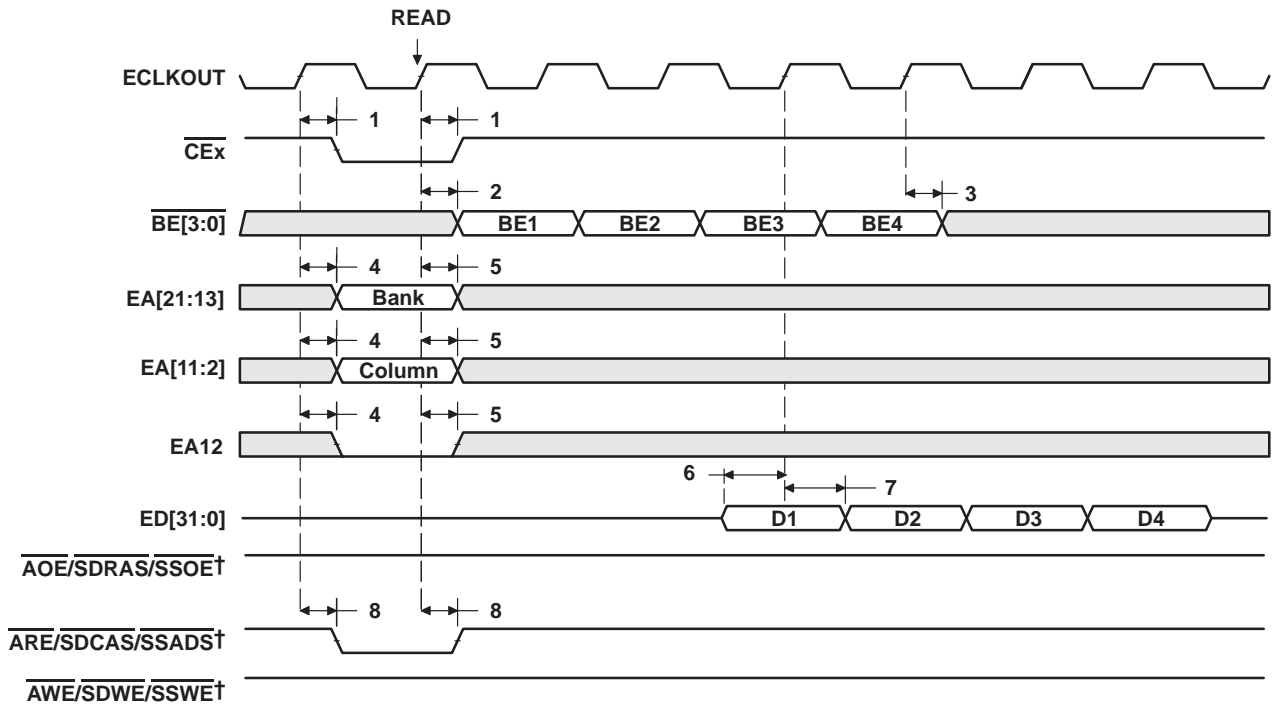 READ
ECLKOUT
1 1
CEx
2 3
BE[3:0] BE1 BE2 BE3 BE4
4 5
EA[21:13] Bank
4 5
EA[11:2] Column
4 5
EA12
6 7
ED[31:0] D1 D2 D3 D4
AOE/SDRAS/SSOE†
8 8
ARE/SDCAS/SSADS†
AWE/SDWE/SSWE†